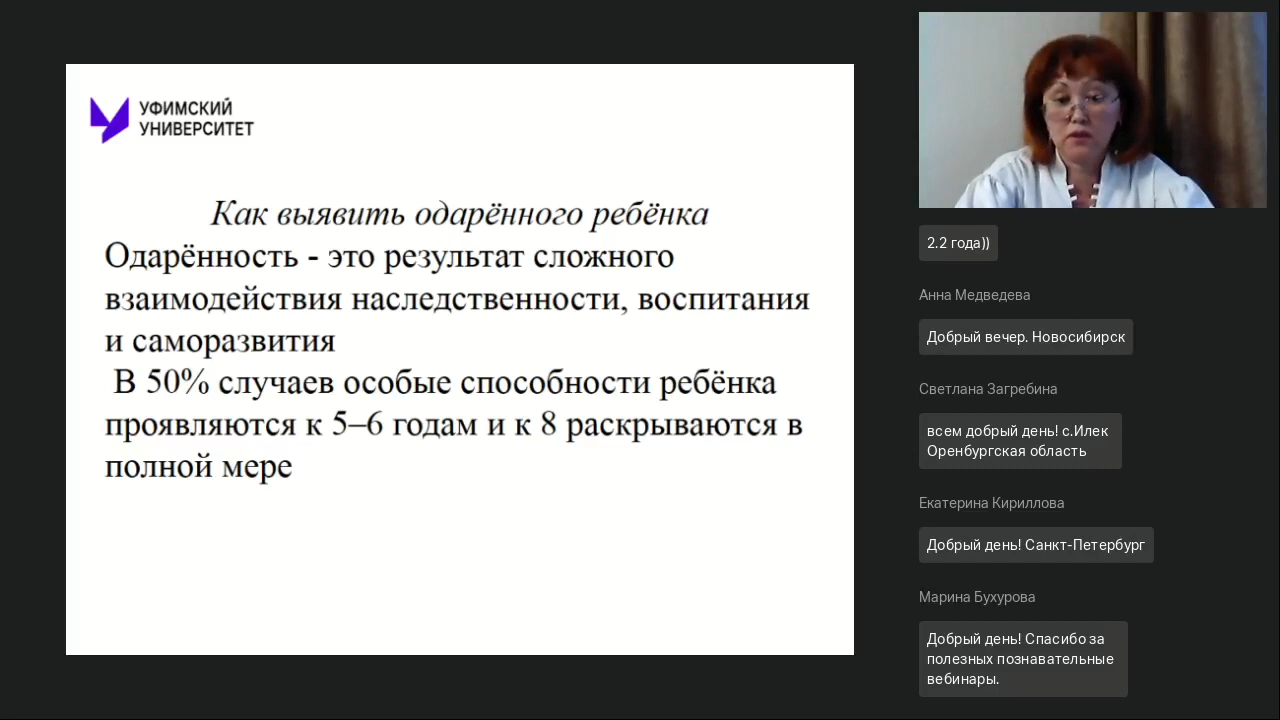 УФИМСКИЙ
УНИВЕРСИТЕТ
Как выявить одарённого ребёнка
Одарённость - это результат сложного
взаимодействия наследственности, воспитания
и саморазвития
В 50% случаев особые способности ребёнка
проявляются к 5–6 годам и к 8 раскрываются в
полной мере
2.2 года))
Анна Медведева
Добрый вечер. Новосибирск
Светлана Загребина
всем добрый день! с.Илек
Оренбургская область
Екатерина Кириллова
Добрый день! Санкт-Петербург
Марина Бухурова
Добрый день! Спасибо за
полезных познавательные
вебинары.